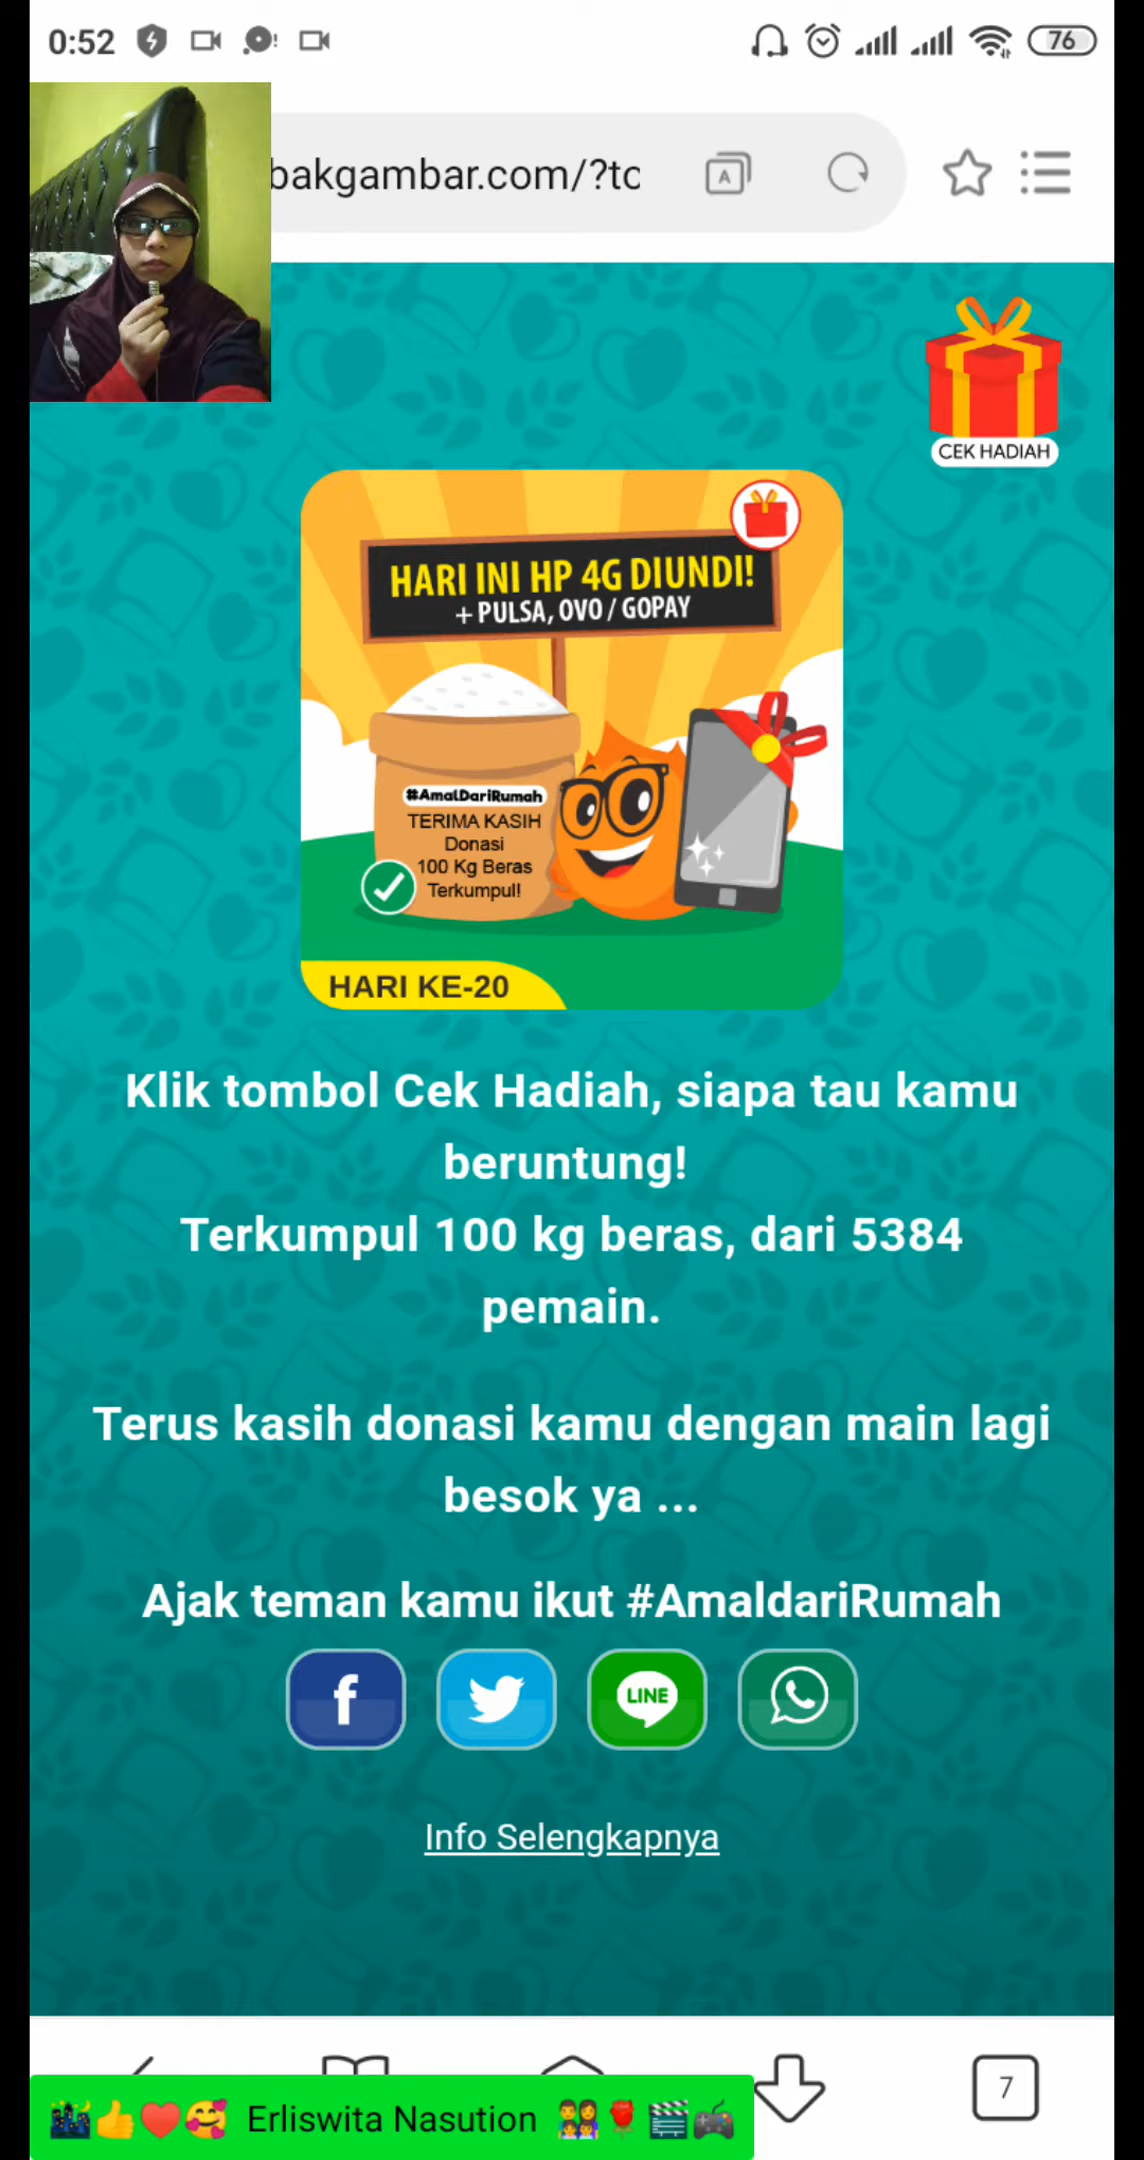 0:52
76
bakgambar.com/?tc
A
CEK HADIAH
HARI INI HP 4G DIUNDI!
+ PULSA, OVO / GOPAY
#AmalDariRumah
TERIMA KASIH
Donasi
100 Kg Beras
Terkumpul!
HARI KE-20
Klik tombol Cek Hadiah, siapa tau kamu
beruntung!
Terkumpul 100 kg beras, dari 5384
pemain.
Terus kasih donasi kamu dengan main lagi
besok ya ...
Ajak teman kamu ikut #AmaldariRumah
f
LINE
Info Selengkapnya
7
🌃👍❤️🥰 Erliswita Nasution 👨‍👩‍👧‍👦🌹🎬🎮